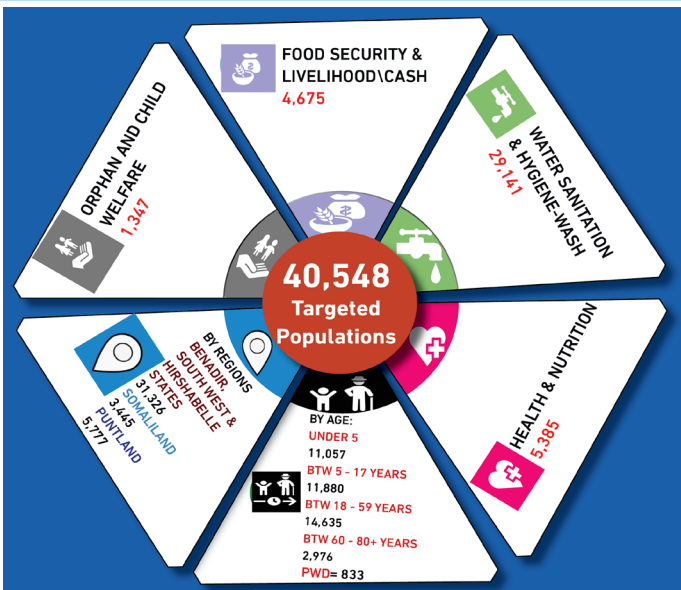 FOOD SECURITY &
LIVELIHOOD\CASH
4,675
WATER SANITATION
& HYGIENE-WASH
29,141
HEALTH & NUTRITION
5,385
BY AGE:
UNDER 5
11,057
BTW 5 - 17 YEARS
11,880
BTW 18 - 59 YEARS
14,635
BTW 60 - 80+ YEARS
2,976
PWD= 833
BY REGIONS
BENADIR,
SOUTH WEST &
HIRSHABELLE
STATES
31,326
SOMALILAND
3,445
PUNTLAND
5,777
ORPHAN AND CHILD
WELFARE
1,347
40,548
Targeted
Populations